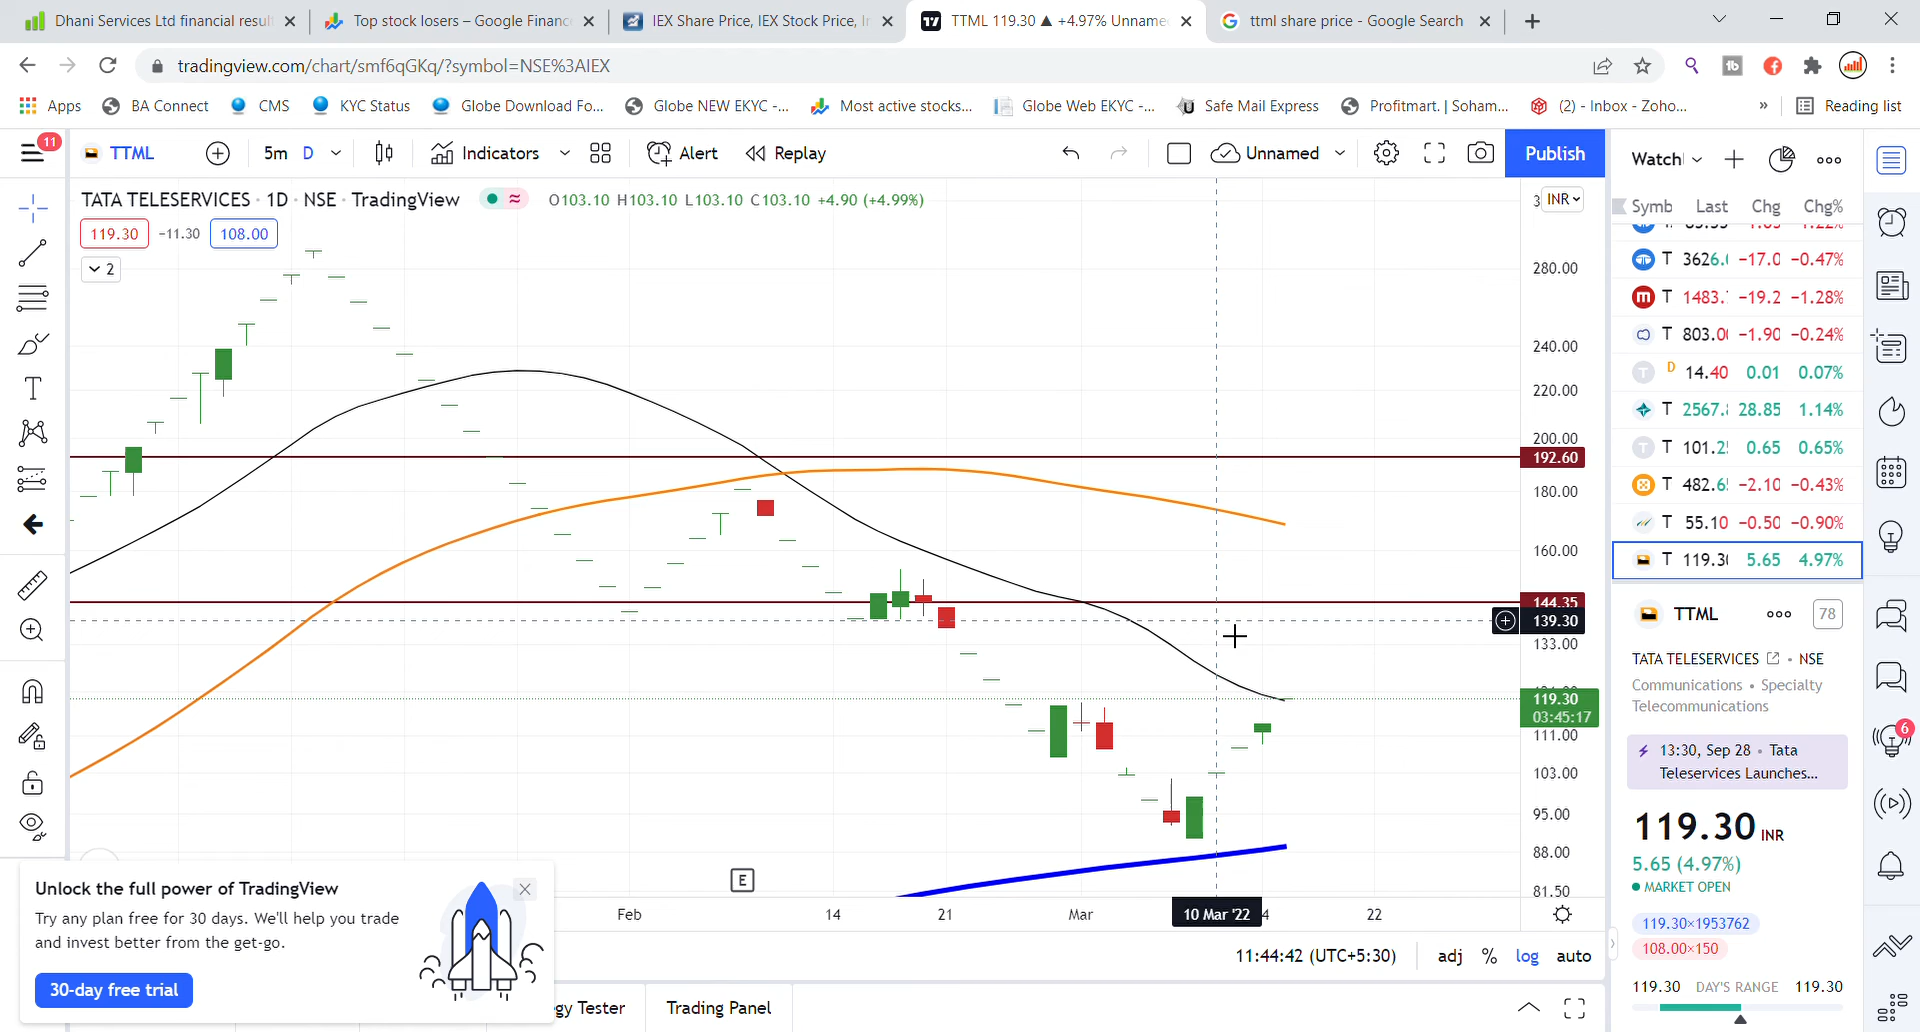 Dhani Services Ltd financial resul
Top stock losers – Google Finance
IEX Share Price, IEX Stock Price, I
TTML 119.30 ▲ +4.97% Unname
ttml share price - Google Search
tradingview.com/chart/smf6qGKq/?symbol=NSE%3AIEX
Apps
BA Connect
CMS
KYC Status
Globe Download Fo...
Globe NEW EKYC -...
Most active stocks...
Globe Web EKYC -...
Safe Mail Express
Profitmart. | Soham...
(2) - Inbox - Zoho...
»
Reading list
11
TTML
5m
D
Indicators
Alert
Replay
Unnamed
Publish
TATA TELESERVICES · 1D · NSE · TradingView
O103.10 H103.10 L103.10 C103.10 +4.90 (+4.99%)
119.30
−11.30
108.00
2
INR
280.00
240.00
220.00
200.00
192.60
180.00
160.00
144.35
139.30
133.00
119.30
03:45:17
111.00
103.00
95.00
88.00
81.50
E
Feb
14
21
Mar
10 Mar '22
4
22
11:44:42 (UTC+5:30)
adj
%
log
auto
Unlock the full power of TradingView
Try any plan free for 30 days. We'll help you trade
and invest better from the get-go.
30-day free trial
gy Tester
Trading Panel
Watch
Symb
Last
Chg
Chg%
T 3626.0 −17.0 −0.47%
T 1483. −19.2 −1.28%
T 803.00 −1.90 −0.24%
T D 14.40 0.01 0.07%
T 2567. 28.85 1.14%
T 101.2 0.65 0.65%
T 482.6 −2.10 −0.43%
T 55.10 −0.50 −0.90%
T 119.30 5.65 4.97%
TTML
78
TATA TELESERVICES • NSE
Communications • Specialty
Telecommunications
13:30, Sep 28 • Tata
Teleservices Launches...
119.30 INR
5.65 (4.97%)
MARKET OPEN
119.30×1953762
108.00×150
119.30 DAY'S RANGE 119.30
6